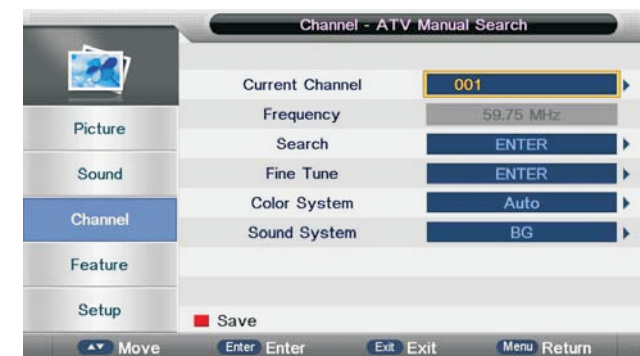 Channel - ATV Manual Search
Picture
Sound
Channel
Feature
Setup
Current Channel 001
Frequency 59.75 MHz
Search ENTER
Fine Tune ENTER
Color System Auto
Sound System BG
Save
Move Enter Enter Exit Exit Menu Return